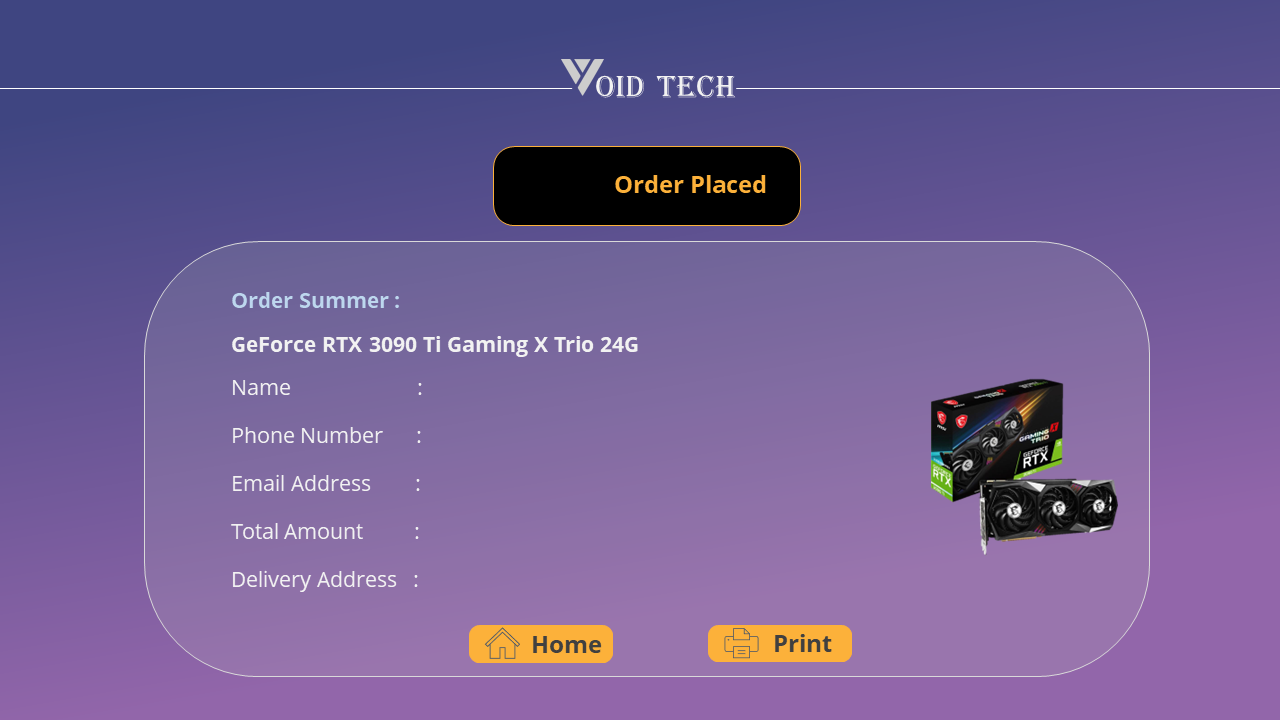 VOID TECH
Order Placed
Order Summer :
GeForce RTX 3090 Ti Gaming X Trio 24G
Name :
Phone Number :
Email Address :
Total Amount :
Delivery Address :
GAMING X
TRIO
GEFORCE
RTX
RTX
Home
Print